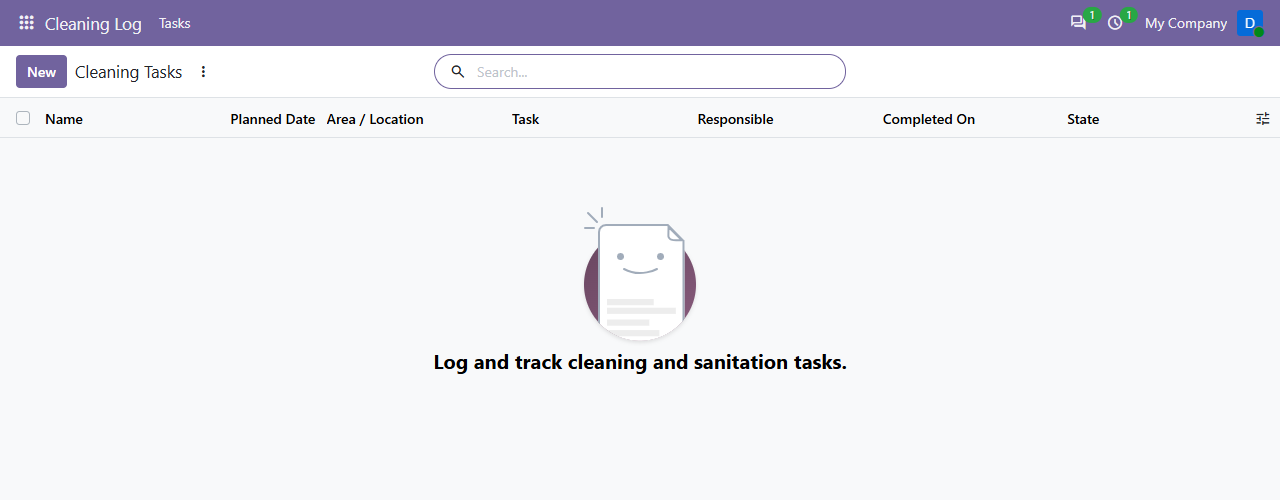 Cleaning Log Tasks 1 1 My Company D
New Cleaning Tasks Search...
Name Planned Date Area / Location Task Responsible Completed On State
Log and track cleaning and sanitation tasks.